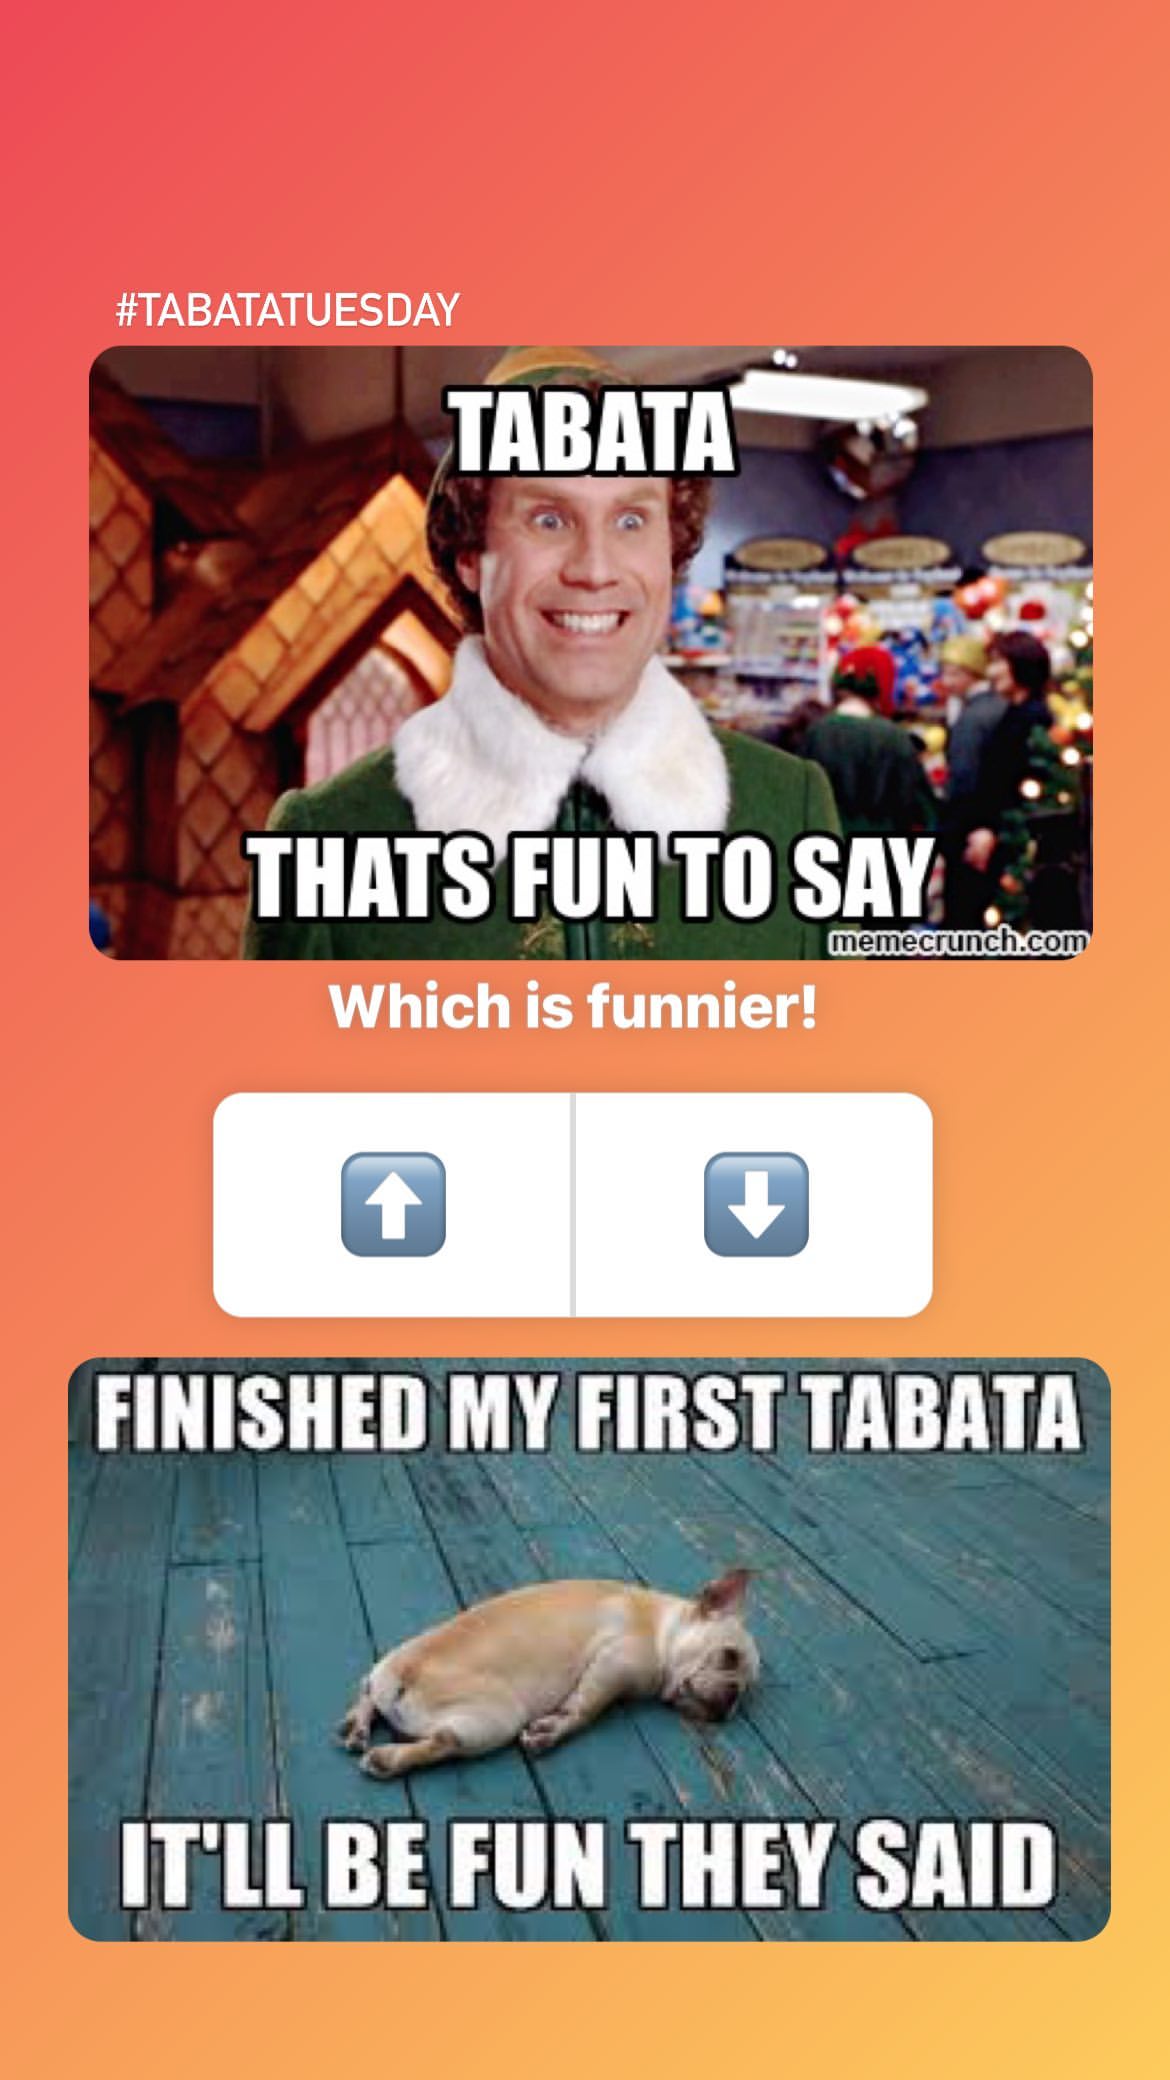 #TABATATUESDAY
TABATA
THATS FUN TO SAY
memecrunch.com
Which is funnier!
FINISHED MY FIRST TABATA
IT'LL BE FUN THEY SAID